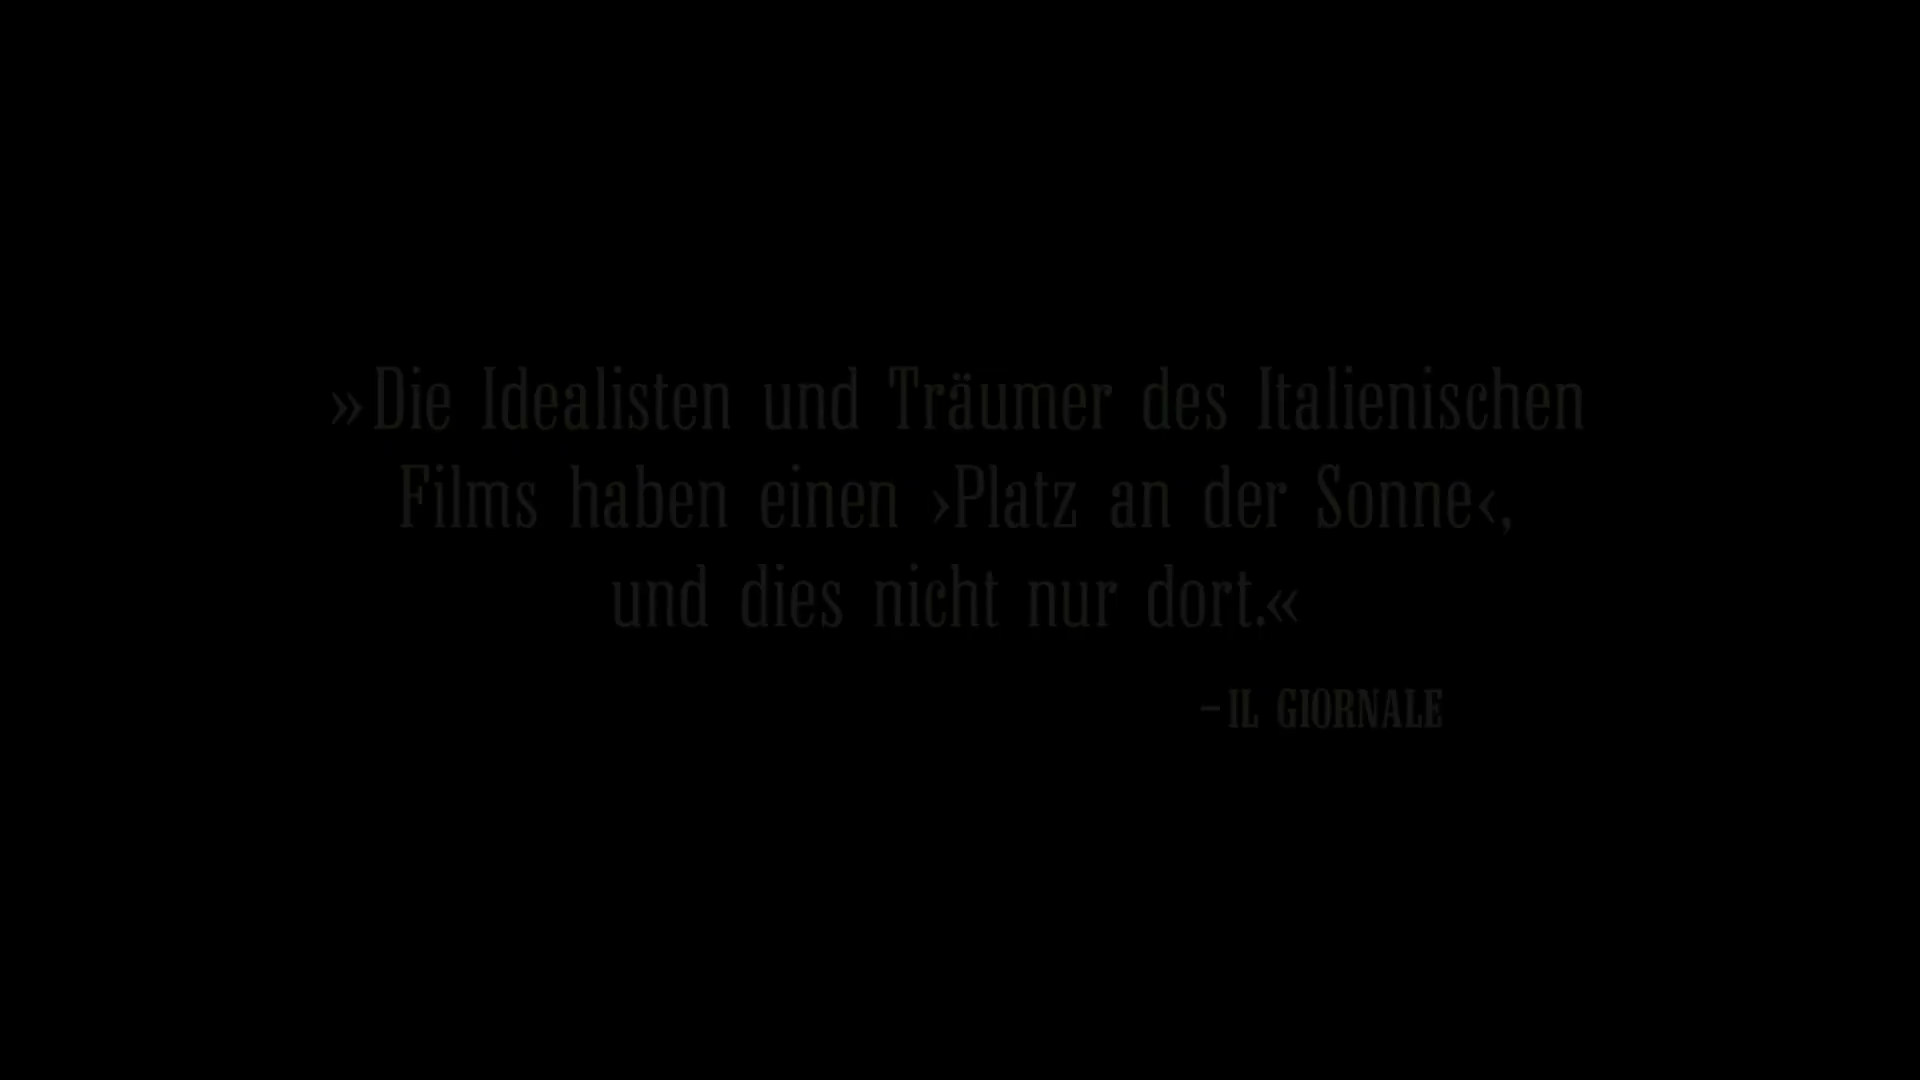 »Die Idealisten und Träumer des Italienischen
Films haben einen ›Platz an der Sonne‹,
und dies nicht nur dort.«
– IL GIORNALE